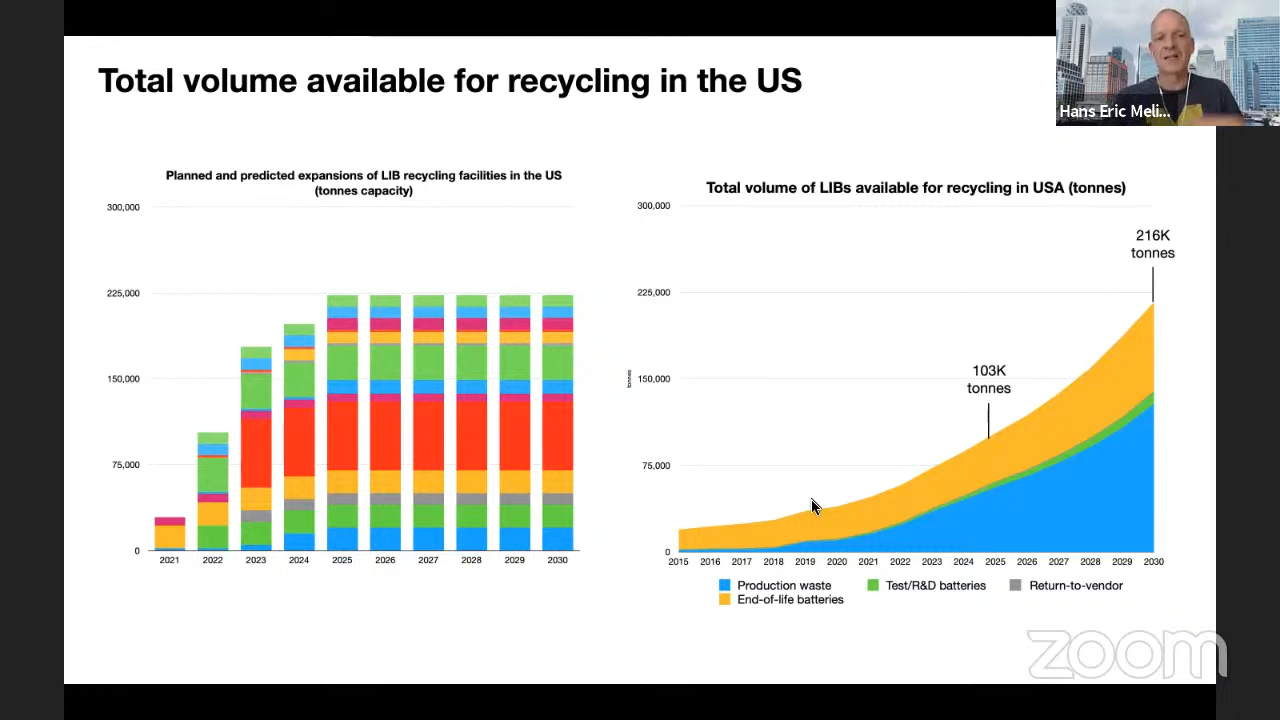 Total volume available for recycling in the US
Hans Eric Meli...
Planned and predicted expansions of LIB recycling facilities in the US
(tonnes capacity)
300,000
225,000
150,000
75,000
0
2021 2022 2023 2024 2025 2026 2027 2028 2029 2030
Total volume of LIBs available for recycling in USA (tonnes)
300,000
225,000
150,000
75,000
0
tonnes
216K
tonnes
103K
tonnes
2015 2016 2017 2018 2019 2020 2021 2022 2023 2024 2025 2026 2027 2028 2029 2030
Production waste Test/R&D batteries Return-to-vendor
End-of-life batteries
zoom